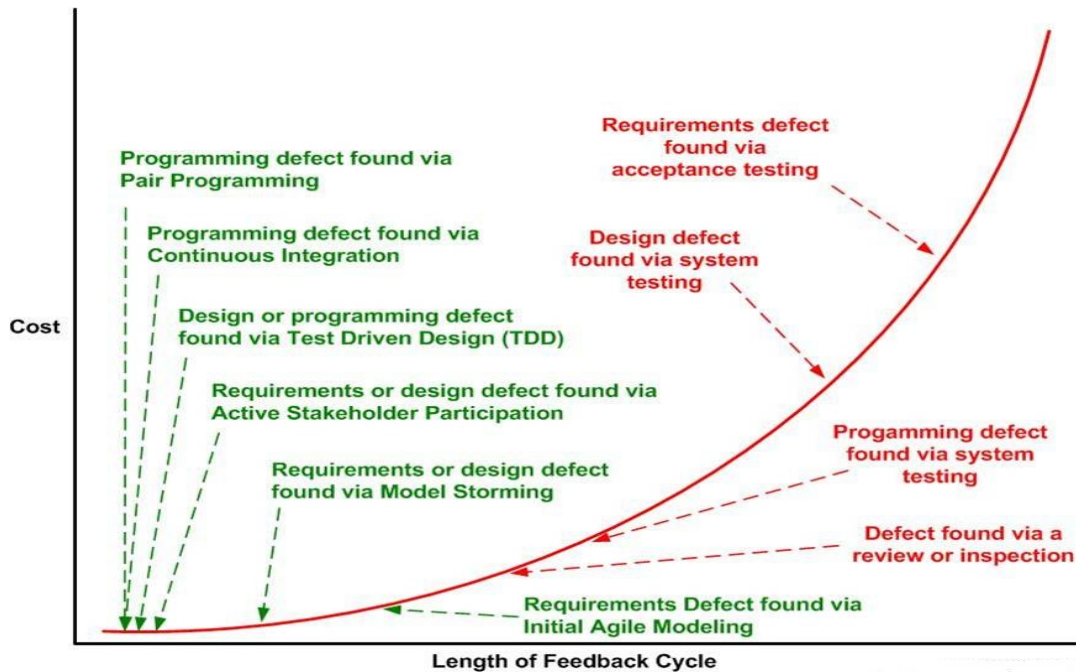 Programming defect found via
Pair Programming
Programming defect found via
Continuous Integration
Design or programming defect
found via Test Driven Design (TDD)
Requirements or design defect found via
Active Stakeholder Participation
Requirements or design defect
found via Model Storming
Requirements defect
found via
acceptance testing
Design defect
found via system
testing
Progamming defect
found via system
testing
Defect found via a
review or inspection
Requirements Defect found via
Initial Agile Modeling
Cost
Length of Feedback Cycle